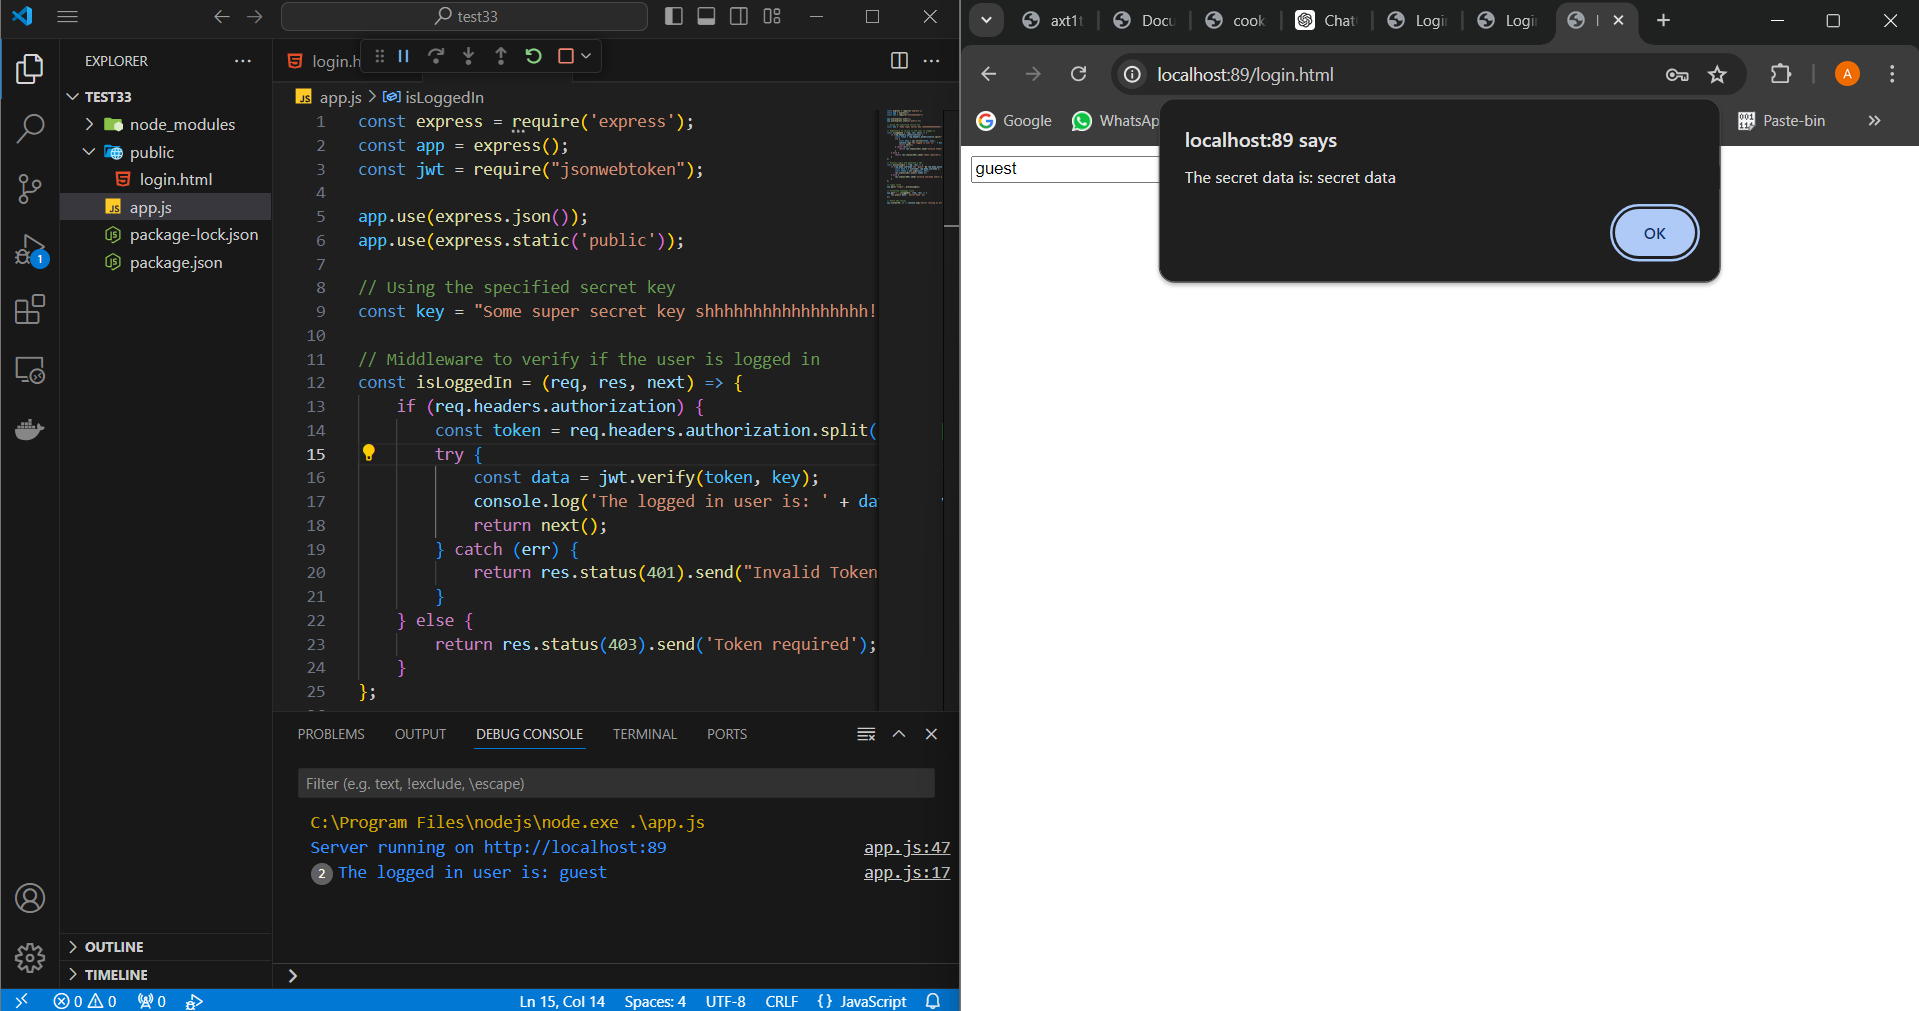 test33
EXPLORER
TEST33
node_modules
public
login.html
app.js
package-lock.json
package.json
OUTLINE
TIMELINE
login.h
app.js > isLoggedIn
1 const express = require('express');
2 const app = express();
3 const jwt = require("jsonwebtoken");
4
5 app.use(express.json());
6 app.use(express.static('public'));
7
8 // Using the specified secret key
9 const key = "Some super secret key shhhhhhhhhhhhhhhhh!
10
11 // Middleware to verify if the user is logged in
12 const isLoggedIn = (req, res, next) => {
13 if (req.headers.authorization) {
14 const token = req.headers.authorization.split(
15 try {
16 const data = jwt.verify(token, key);
17 console.log('The logged in user is: ' + da
18 return next();
19 } catch (err) {
20 return res.status(401).send("Invalid Token
21 }
22 } else {
23 return res.status(403).send('Token required');
24 }
25 };
PROBLEMS OUTPUT DEBUG CONSOLE TERMINAL PORTS
Filter (e.g. text, !exclude, \escape)
C:\Program Files\nodejs\node.exe .\app.js
Server running on http://localhost:89 app.js:47
2 The logged in user is: guest app.js:17
1
0 0 0 Ln 15, Col 14 Spaces: 4 UTF-8 CRLF {} JavaScript
axt1t Docu cook Chat Login Login
localhost:89/login.html A
Google WhatsAp Paste-bin
guest
localhost:89 says
The secret data is: secret data
OK